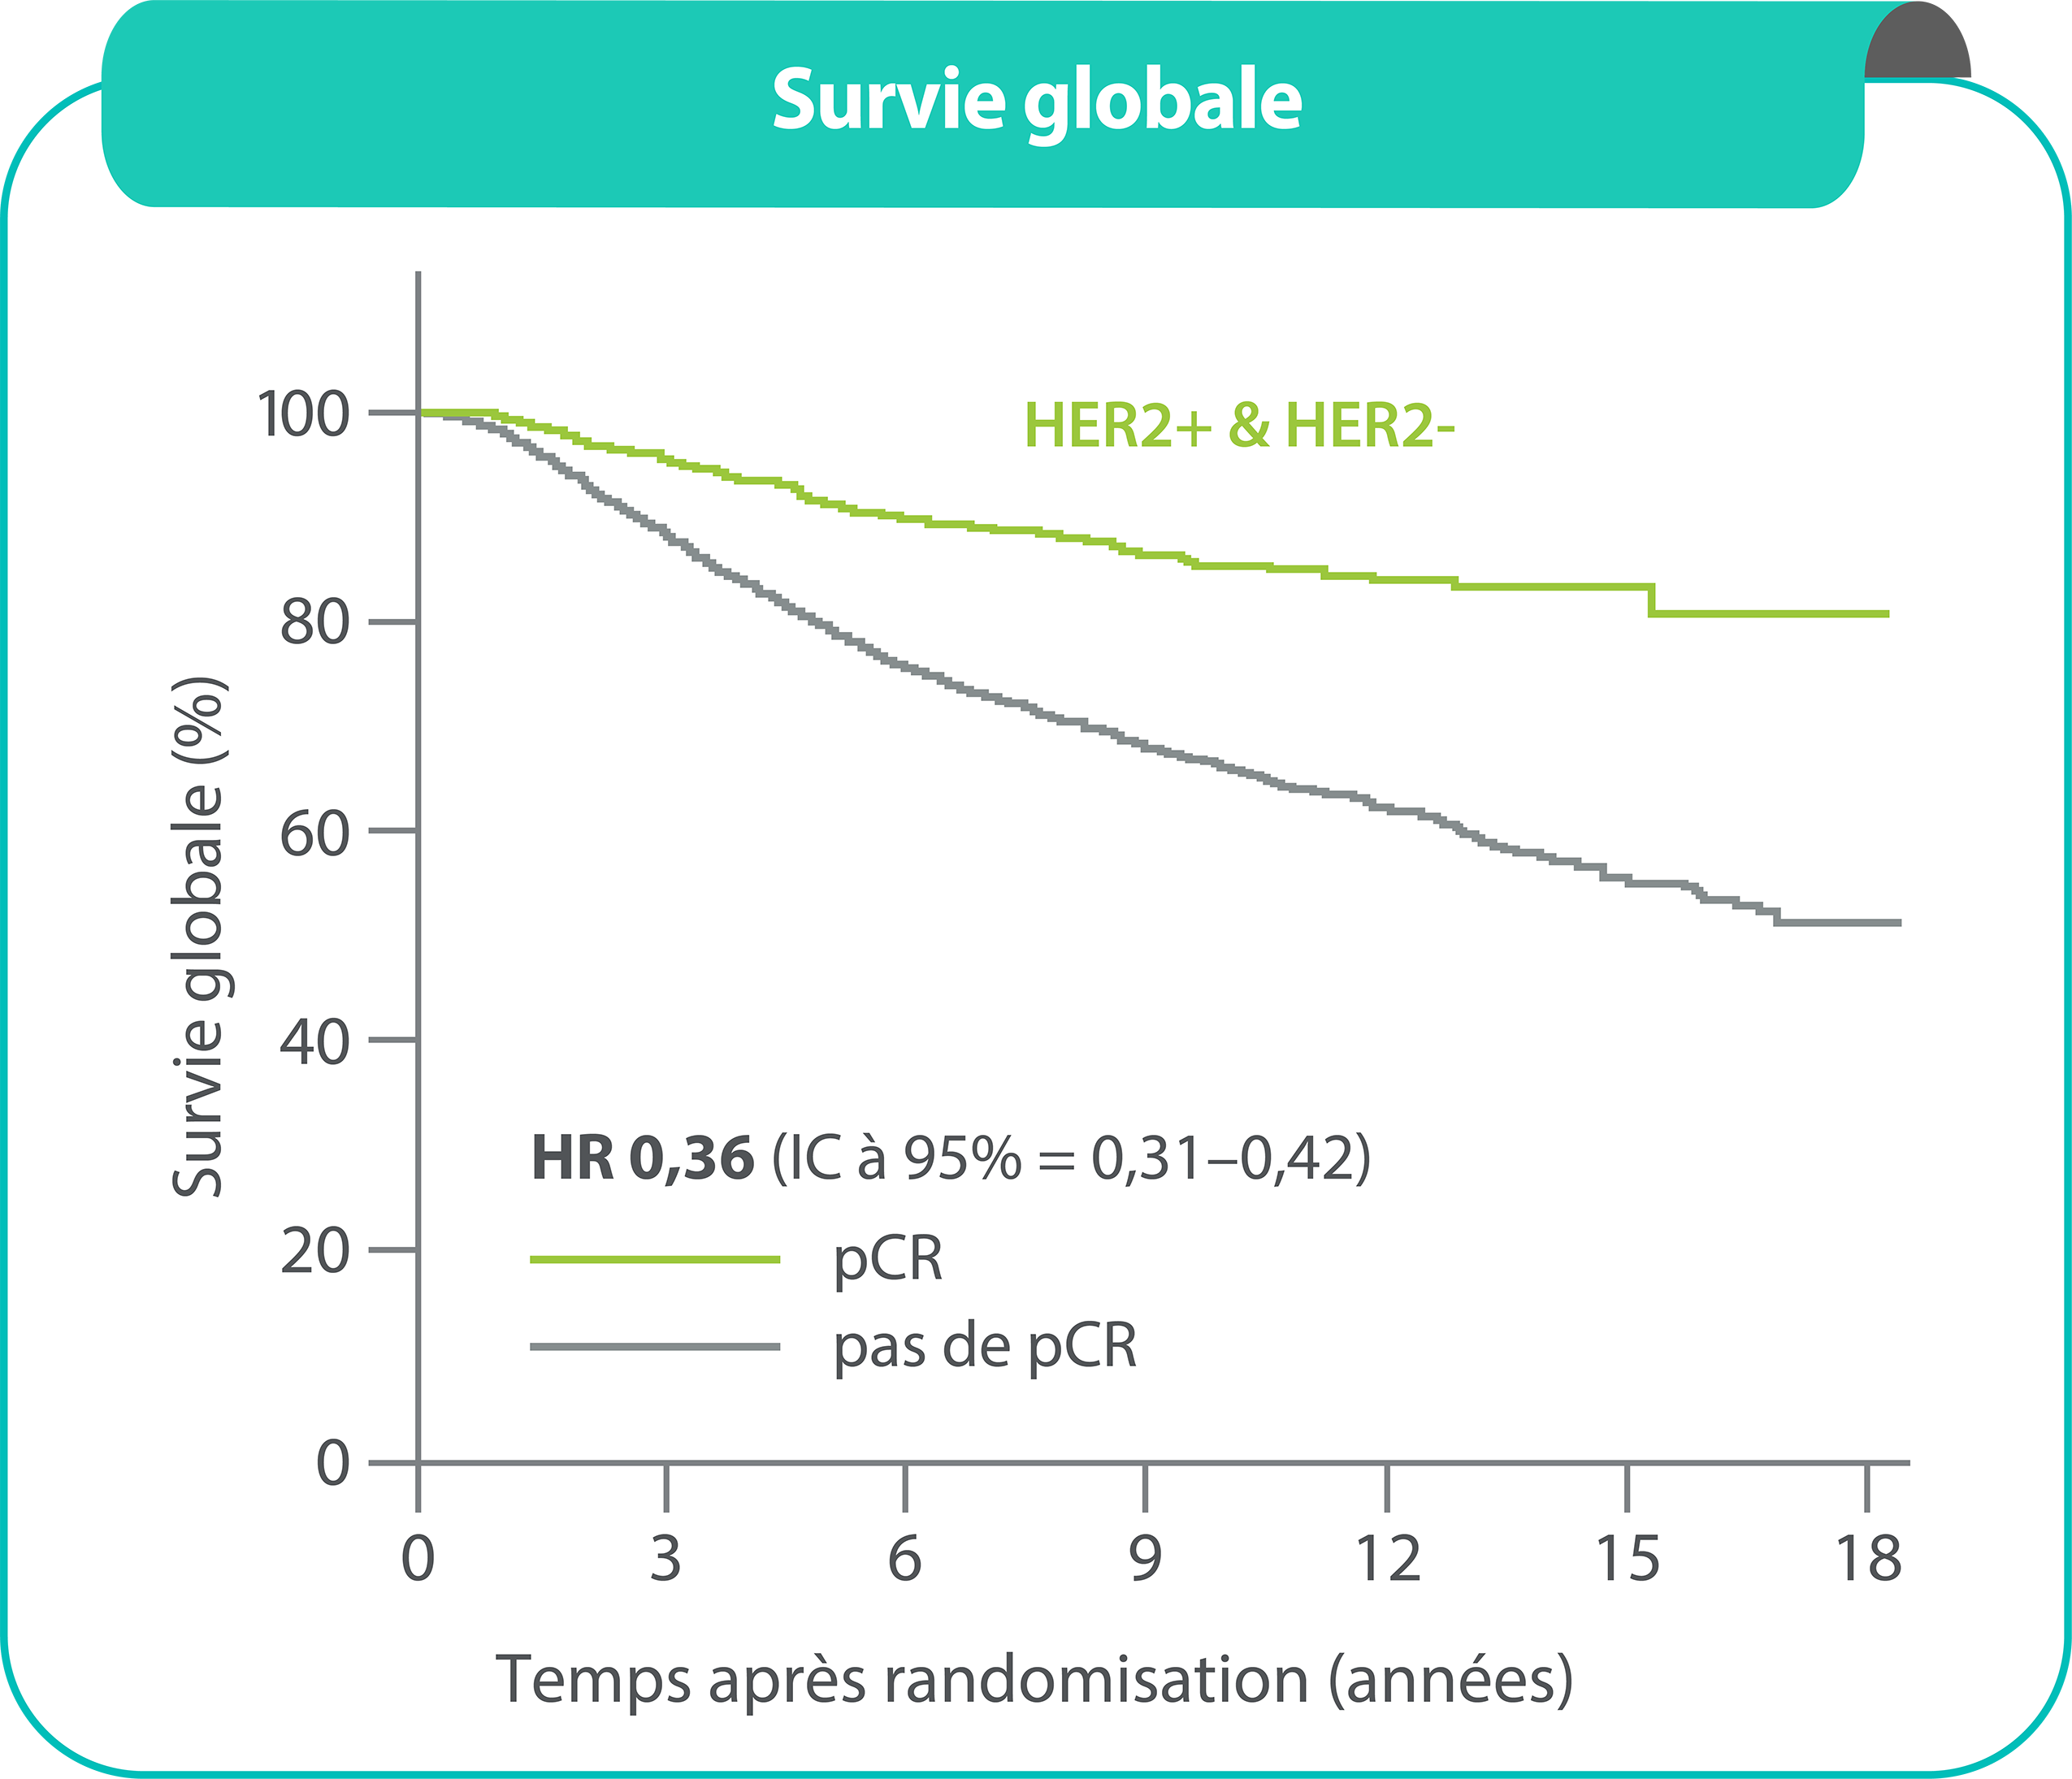 Survie globale
HER2+ & HER2-
100
80
60
40
20
0
Survie globale (%)
HR 0,36 (IC à 95% = 0,31–0,42)
pCR
pas de pCR
0 3 6 9 12 15 18
Temps après randomisation (années)